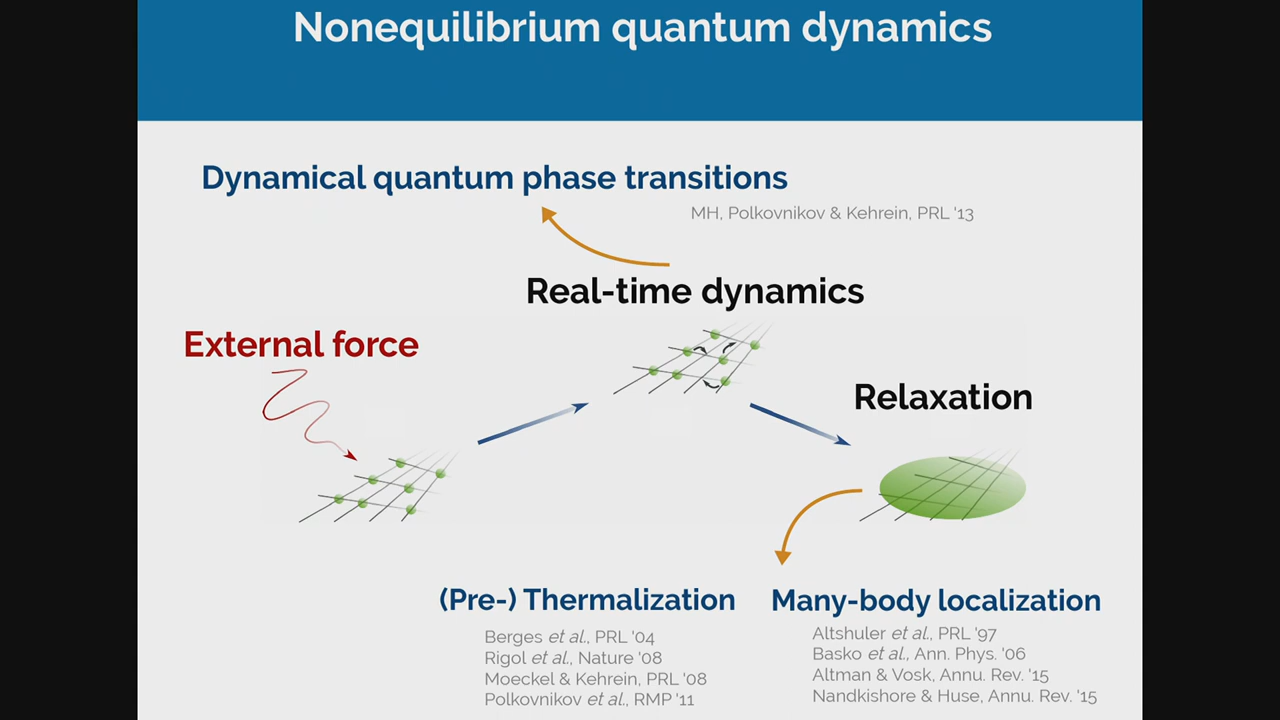 Nonequilibrium quantum dynamics
Dynamical quantum phase transitions
MH, Polkovnikov & Kehrein, PRL '13
Real-time dynamics
External force
Relaxation
(Pre-) Thermalization
Berges et al., PRL '04
Rigol et al., Nature '08
Moeckel & Kehrein, PRL '08
Polkovnikov et al., RMP '11
Many-body localization
Altshuler et al., PRL '97
Basko et al., Ann. Phys. '06
Altman & Vosk, Annu. Rev. '15
Nandkishore & Huse, Annu. Rev. '15